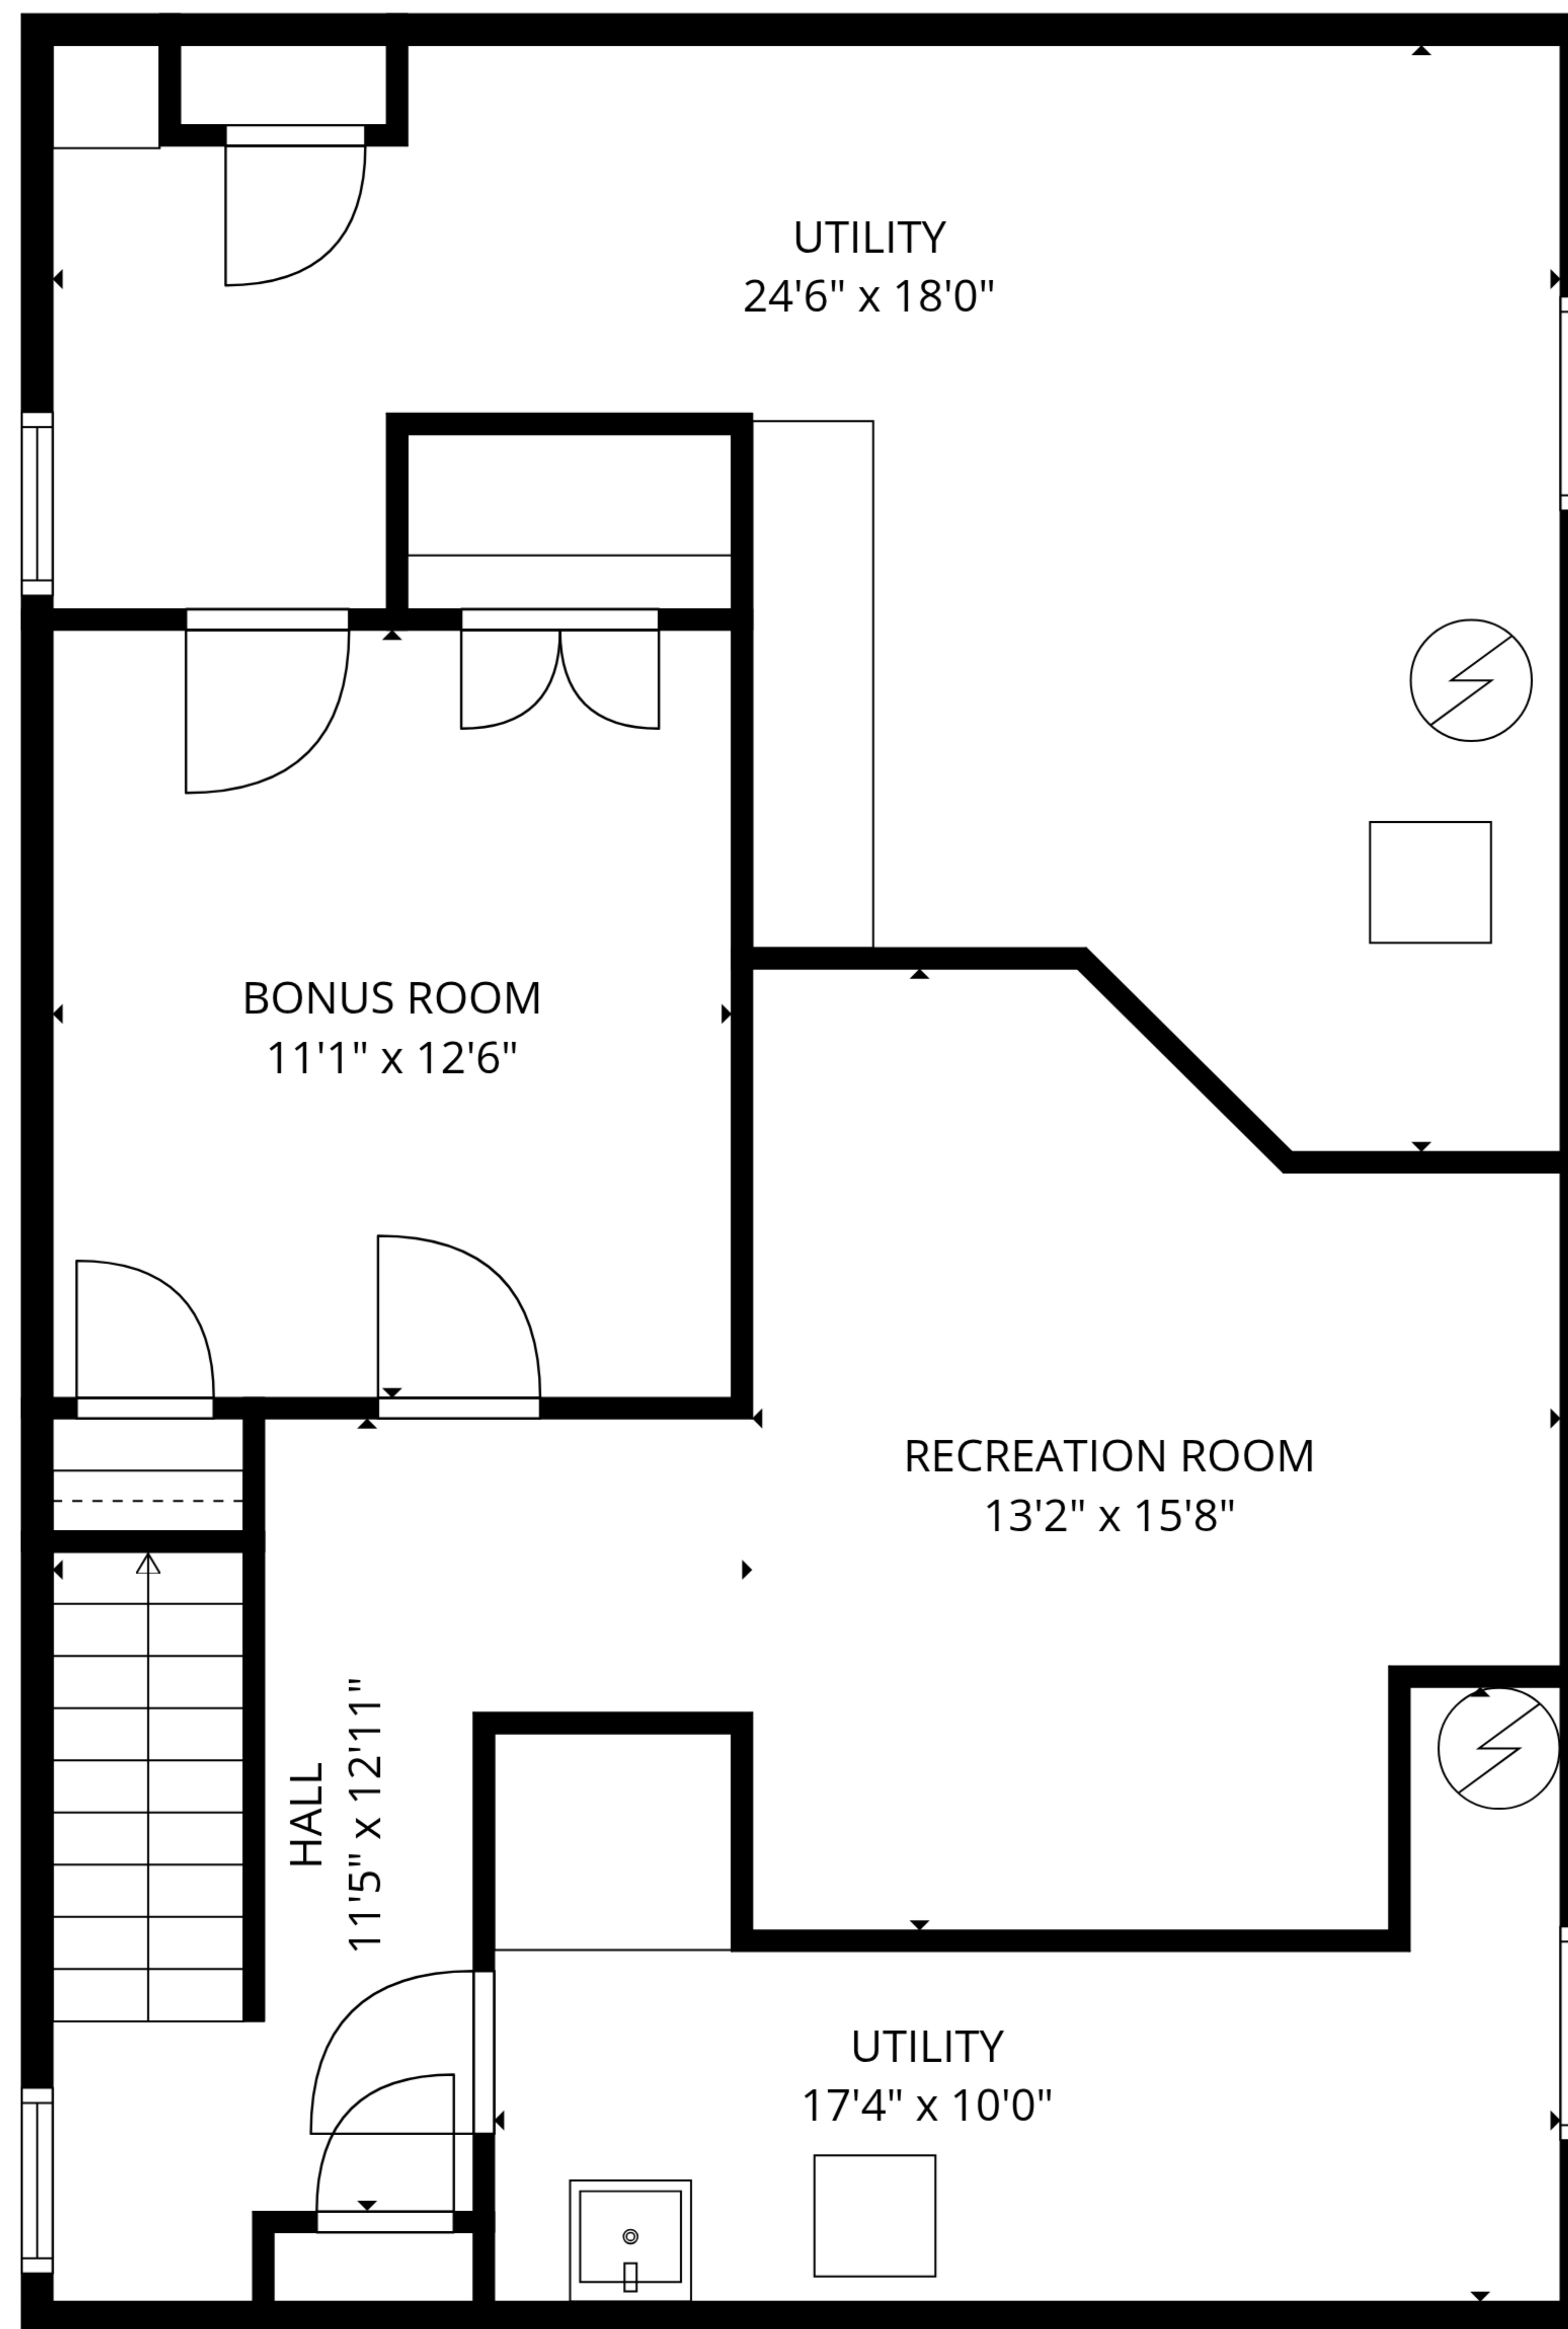 UTILITY
24'6" x 18'0"
BONUS ROOM
11'1" x 12'6"
RECREATION ROOM
13'2" x 15'8"
HALL
11'5" x 12'11"
UTILITY
17'4" x 10'0"